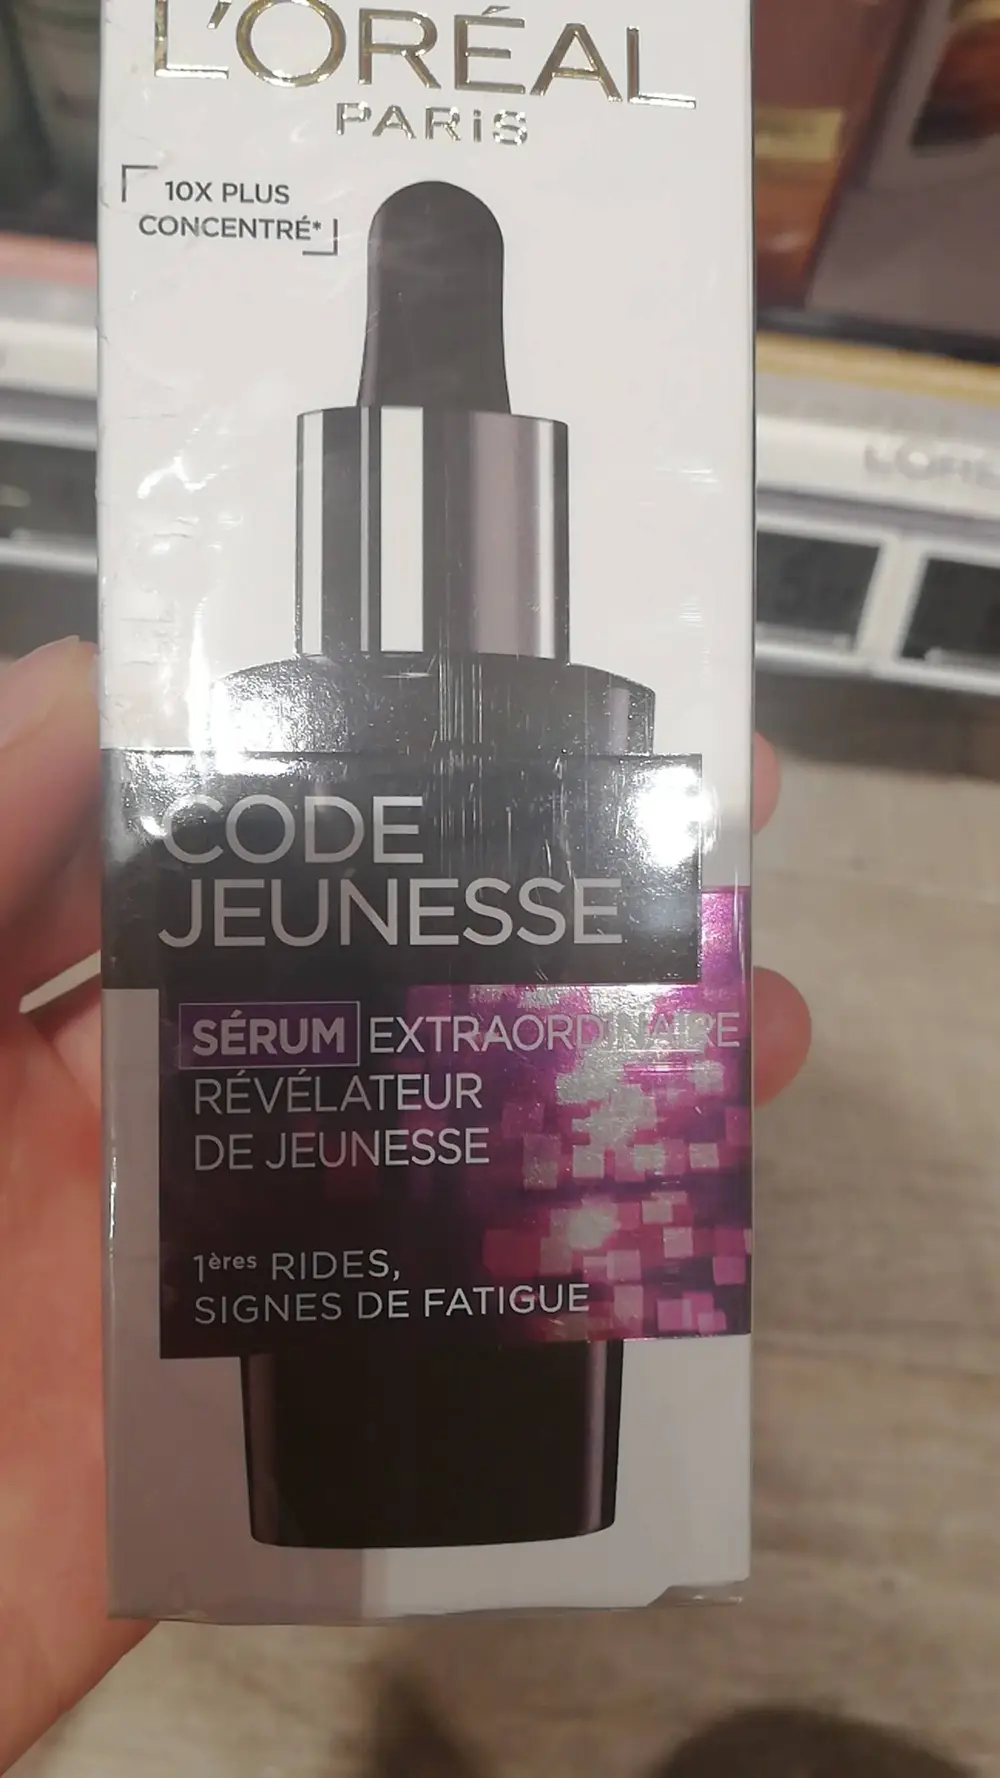 L'ORÉAL
PARiS
10X PLUS
CONCENTRÉ*
CODE
JEUNESSE
SÉRUM EXTRAORDINAIRE
RÉVÉLATEUR
DE JEUNESSE
1ères RIDES,
SIGNES DE FATIGUE